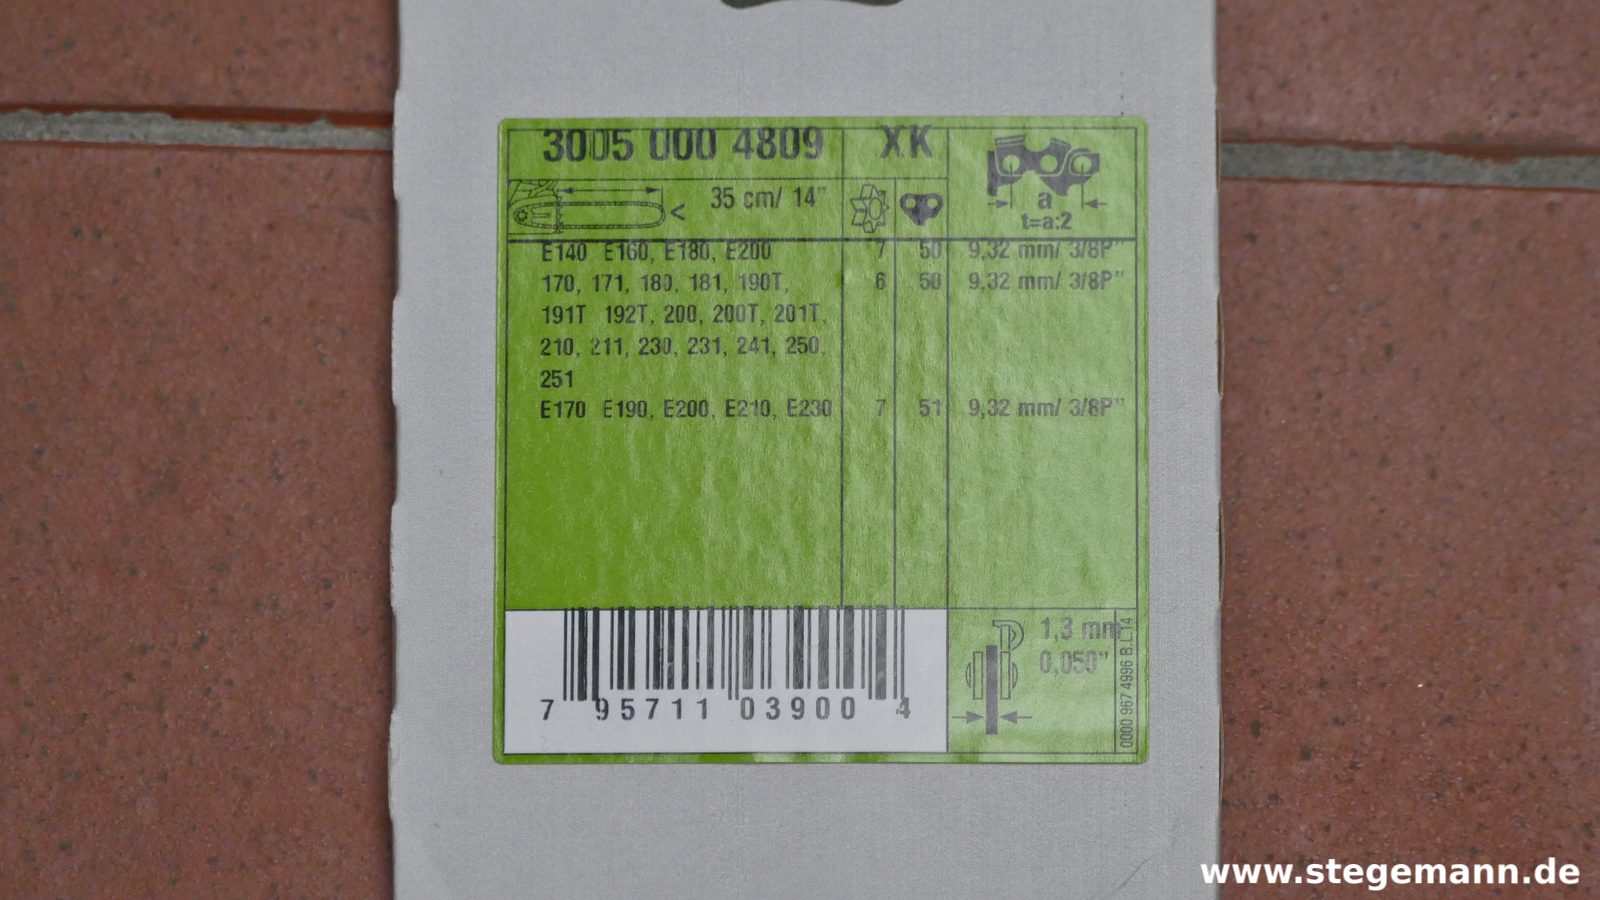 3005 000 4809 XK
< 35 cm/ 14"
a
t=a:2
E140 E160, E180, E200 7 50 9,32 mm/ 3/8P"
170, 171, 180, 181, 190T, 6 50 9,32 mm/ 3/8P"
191T 192T, 200, 200T, 201T,
210, 211, 230, 231, 241, 250,
251
E170 E190, E200, E210, E230 7 51 9,32 mm/ 3/8P"
1,3 mm
0,050"
0000 967 4996 B.L.14
7 95711 03900 4
www.stegemann.de